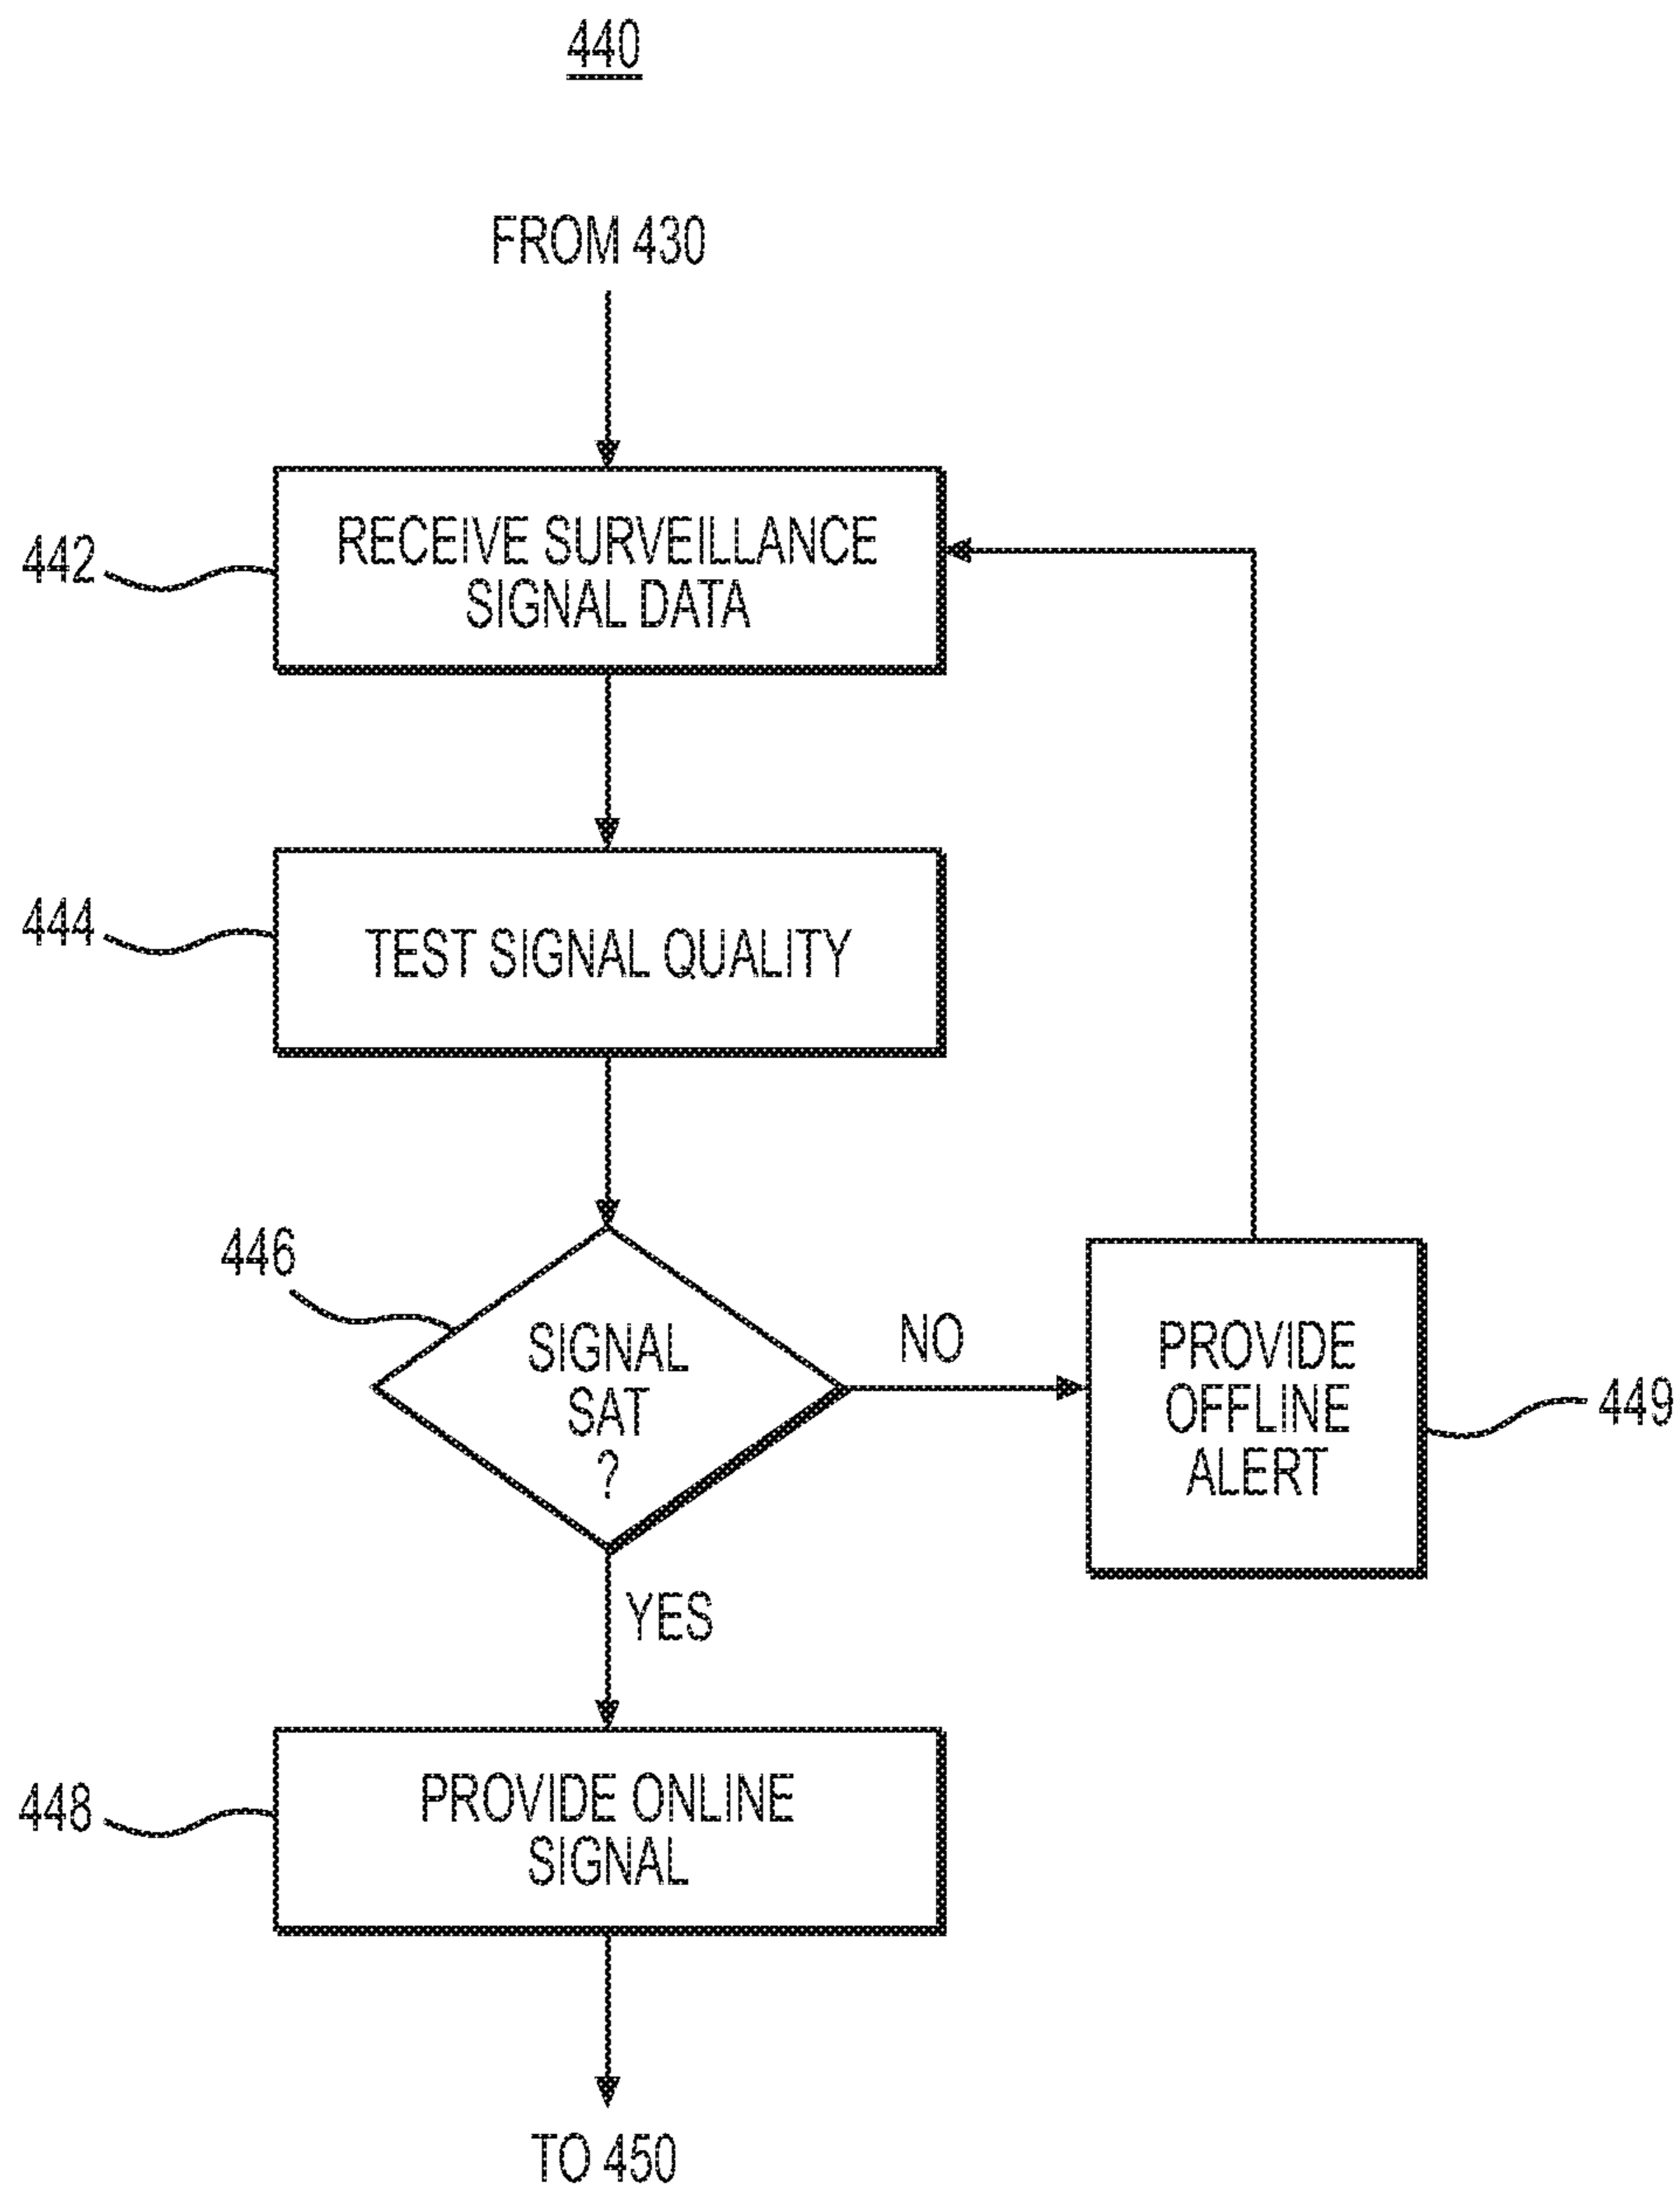 440
FROM 430
442
RECEIVE SURVEILLANCE
SIGNAL DATA
444
TEST SIGNAL QUALITY
446
SIGNAL
SAT
?
NO
PROVIDE
OFFLINE
ALERT
449
YES
448
PROVIDE ONLINE
SIGNAL
TO 450